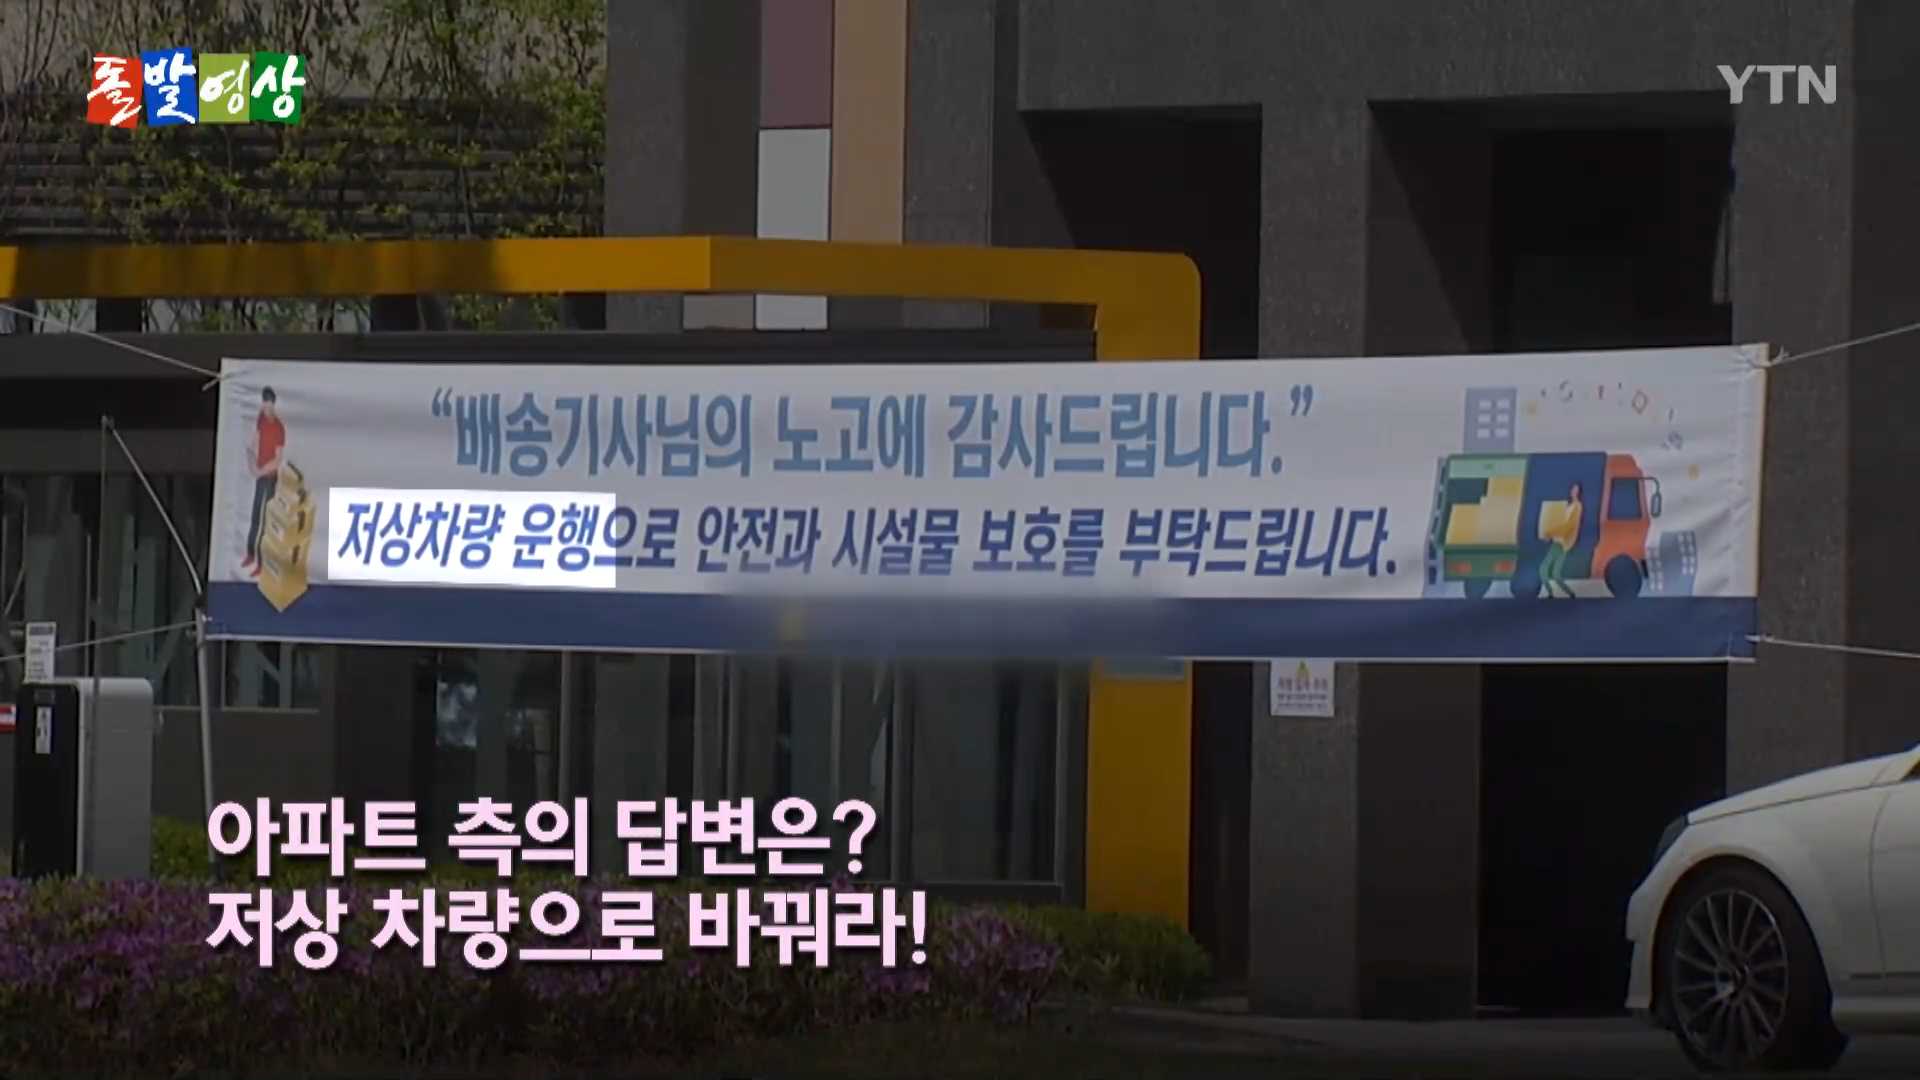 돌발영상
YTN
“배송기사님의 노고에 감사드립니다.”
저상차량 운행으로 안전과 시설물 보호를 부탁드립니다.
아파트 측의 답변은?
저상 차량으로 바꿔라!